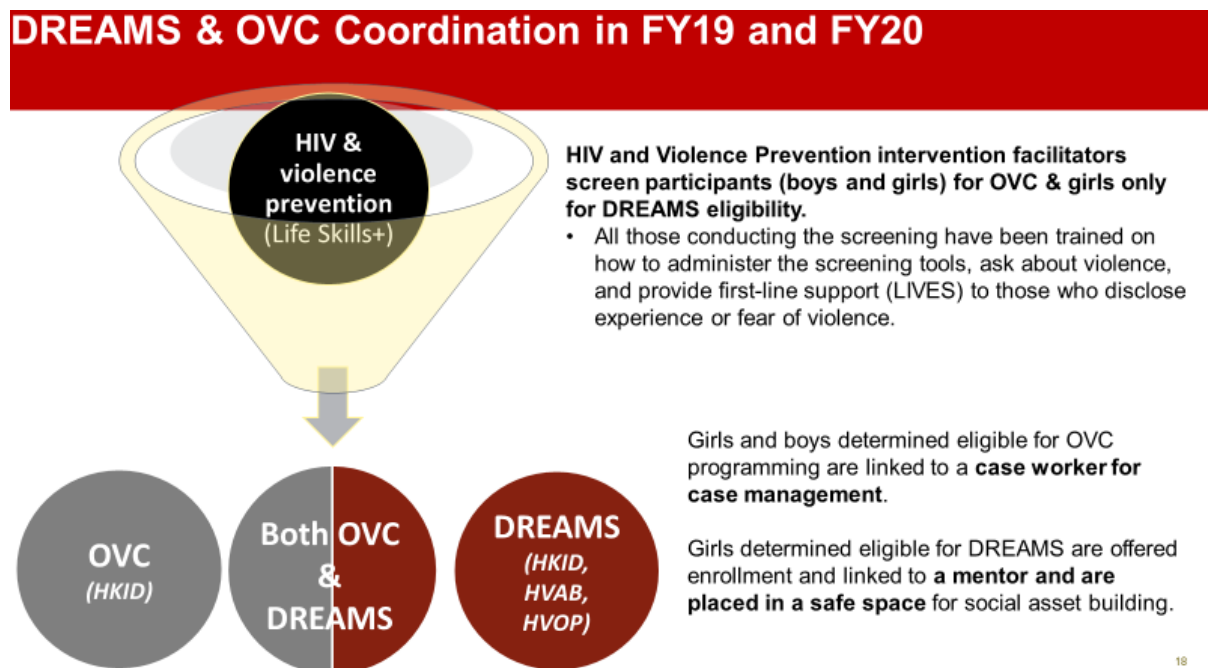 DREAMS & OVC Coordination in FY19 and FY20
HIV &
violence
prevention
(Life Skills+)
HIV and Violence Prevention intervention facilitators
screen participants (boys and girls) for OVC & girls only
for DREAMS eligibility.
• All those conducting the screening have been trained on
how to administer the screening tools, ask about violence,
and provide first-line support (LIVES) to those who disclose
experience or fear of violence.
OVC
(HKID)
Both OVC
&
DREAMS
DREAMS
(HKID,
HVAB,
HVOP)
Girls and boys determined eligible for OVC
programming are linked to a case worker for
case management.
Girls determined eligible for DREAMS are offered
enrollment and linked to a mentor and are
placed in a safe space for social asset building.
18